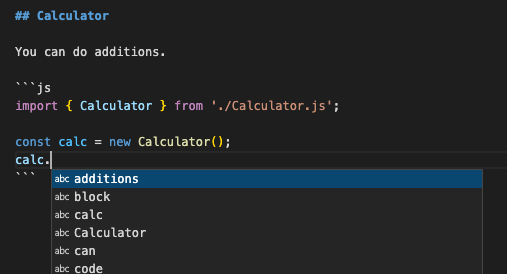 ## Calculator
You can do additions.
```js
import { Calculator } from './Calculator.js';
const calc = new Calculator();
calc.
```
abc additions
abc block
abc calc
abc Calculator
abc can
abc code